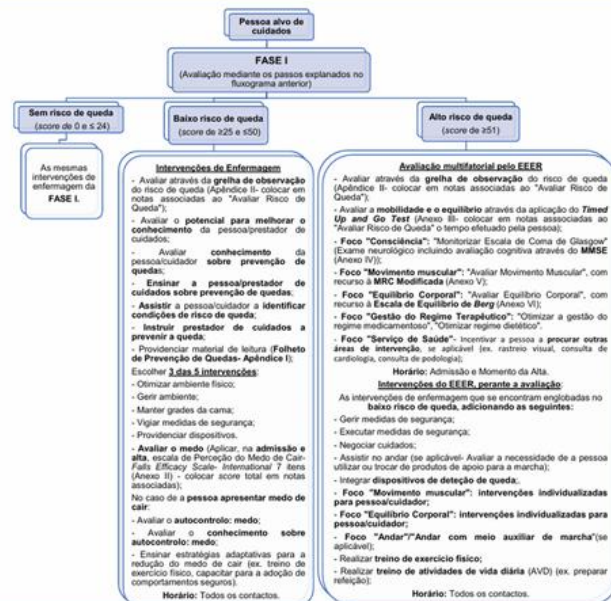 Pessoa alvo de
cuidados
FASE I
(Avaliação mediante os passos explanados no
fluxograma anterior)
Sem risco de queda
(score de 0 e ≤ 24)
As mesmas
intervenções de
enfermagem da
FASE I.
Baixo risco de queda
(score de ≥25 e ≤50)
Intervenções de Enfermagem
- Avaliar através da grelha de observação
do risco de queda (Apêndice II- colocar em
notas associadas ao "Avaliar Risco de
Queda");
- Avaliar o potencial para melhorar o
conhecimento da pessoa/prestador de
cuidados;
- Avaliar conhecimento da
pessoa/cuidador sobre prevenção de
quedas;
- Ensinar a pessoa/prestador de
cuidados sobre prevenção de quedas;
- Assistir a pessoa/cuidador a identificar
condições de risco de queda;
- Instruir prestador de cuidados a
prevenir a queda;
- Providenciar material de leitura (Folheto
de Prevenção de Quedas- Apêndice I);
Escolher 3 das 5 intervenções:
- Otimizar ambiente físico;
- Gerir ambiente;
- Manter grades da cama;
- Vigiar medidas de segurança;
- Providenciar dispositivos.
- Avaliar o medo (Aplicar, na admissão e
alta, escala de Perceção do Medo de Cair-
Falls Efficacy Scale- International 7 itens
(Anexo II) - colocar score total em notas
associadas);
No caso de a pessoa apresentar medo de
cair:
- Avaliar o autocontrolo: medo;
- Avaliar o conhecimento sobre
autocontrolo: medo;
- Ensinar estratégias adaptativas para a
redução do medo de cair (ex. treino de
exercício físico, capacitar para a adoção de
comportamentos seguros).
Horário: Todos os contactos.
Alto risco de queda
(score de ≥51)
Avaliação multifatorial pelo EEER
- Avaliar através da grelha de observação do risco de queda
(Apêndice II- colocar em notas associadas ao "Avaliar Risco de
Queda");
- Avaliar a mobilidade e o equilíbrio através da aplicação do Timed
Up and Go Test (Anexo III- colocar em notas associadas ao
"Avaliar Risco de Queda" o tempo efetuado pela pessoa);
- Foco "Consciência": "Monitorizar Escala de Coma de Glasgow"
(Exame neurológico incluindo avaliação cognitiva através do MMSE
(Anexo IV));
- Foco "Movimento muscular": "Avaliar Movimento Muscular", com
recurso à MRC Modificada (Anexo V);
- Foco "Equilíbrio Corporal": "Avaliar Equilíbrio Corporal", com
recurso à Escala de Equilíbrio de Berg (Anexo VI);
- Foco "Gestão do Regime Terapêutico": "Otimizar a gestão do
regime medicamentoso", "Otimizar regime dietético".
- Foco "Serviço de Saúde"- Incentivar a pessoa a procurar outras
áreas de intervenção, se aplicável (ex. rastreio visual, consulta de
cardiologia, consulta de podologia);
Horário: Admissão e Momento da Alta.
Intervenções do EEER, perante a avaliação:
As intervenções de enfermagem que se encontram englobadas no
baixo risco de queda, adicionando as seguintes:
- Gerir medidas de segurança;
- Executar medidas de segurança;
- Negociar cuidados;
- Assistir no andar (se aplicável- Avaliar a necessidade de a pessoa
utilizar ou trocar de produtos de apoio para a marcha);
- Integrar dispositivos de deteção de queda;.
- Foco "Movimento muscular": intervenções individualizadas
para pessoa/cuidador;
- Foco "Equilíbrio Corporal": intervenções individualizadas para
pessoa/cuidador;
- Foco "Andar"/"Andar com meio auxiliar de marcha"(se
aplicável);
- Realizar treino de exercício físico;
- Realizar treino de atividades de vida diária (AVD) (ex. preparar
refeição);
Horário: Todos os contactos.